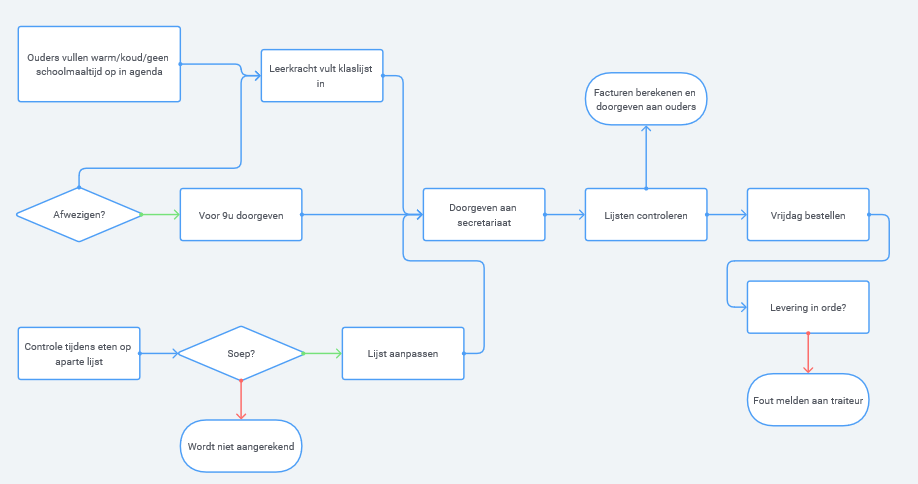 Ouders vullen warm/koud/geen
schoolmaaltijd op in agenda
Leerkracht vult klaslijst
in
Facturen berekenen en
doorgeven aan ouders
Afwezigen?
Voor 9u doorgeven
Doorgeven aan
secretariaat
Lijsten controleren
Vrijdag bestellen
Levering in orde?
Controle tijdens eten op
aparte lijst
Soep?
Lijst aanpassen
Fout melden aan traiteur
Wordt niet aangerekend